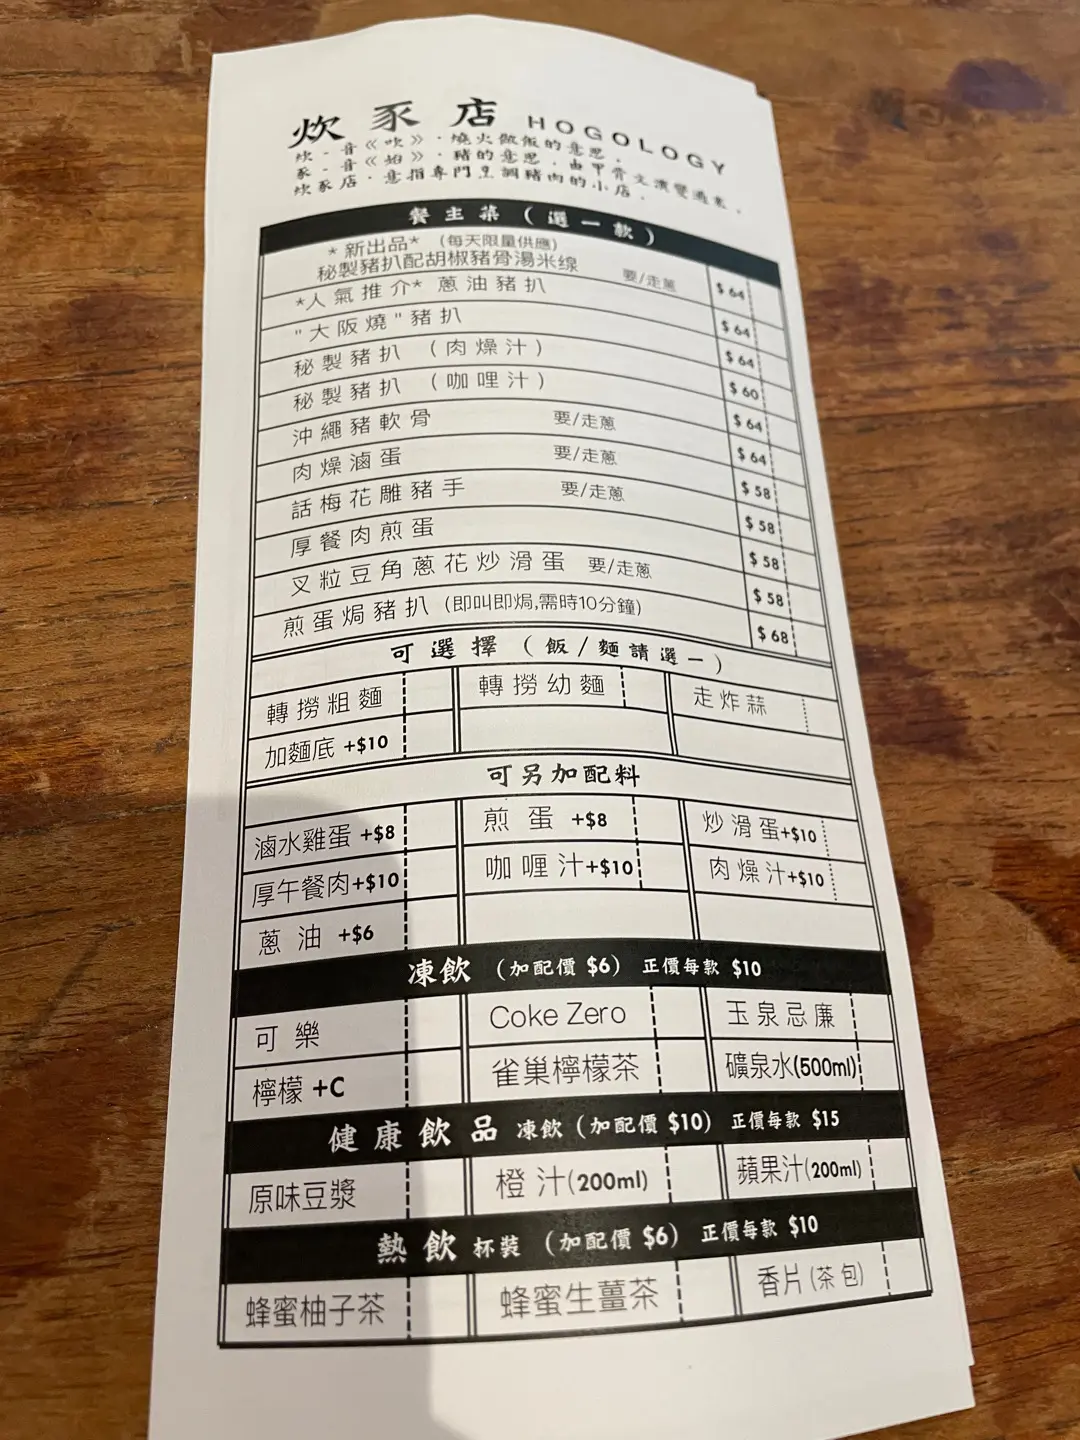 炊豕店 HOGOLOGY
炊．音《吹》．燒火做飯的意思．
豕．音《始》．豬的意思．由甲骨文演變過來．
炊豕店．意指專門烹調豬肉的小店．
餐主菜（選一款）
*新出品*（每天限量供應）
秘製豬扒配胡椒豬骨湯米線 要/走蔥 $64
*人氣推介* 蔥油豬扒 $64
"大阪燒"豬扒 $64
秘製豬扒（肉燥汁） $60
秘製豬扒（咖哩汁） $64
沖繩豬軟骨 要/走蔥 $64
肉燥滷蛋 要/走蔥 $58
話梅花雕豬手 要/走蔥 $58
厚餐肉煎蛋 $58
叉粒豆角蔥花炒滑蛋 要/走蔥 $58
煎蛋焗豬扒（即叫即焗,需時10分鐘） $68
可選擇（飯/麵請選一）
轉撈粗麵 轉撈幼麵 走炸蒜
加麵底 +$10
可另加配料
滷水雞蛋 +$8 煎蛋 +$8 炒滑蛋+$10
厚午餐肉+$10 咖喱汁+$10 肉燥汁+$10
蔥油 +$6
凍飲（加配價 $6） 正價每款 $10
可樂 Coke Zero 玉泉忌廉
檸檬 +C 雀巢檸檬茶 礦泉水(500ml)
健康飲品 凍飲（加配價 $10） 正價每款 $15
原味豆漿 橙汁(200ml) 蘋果汁(200ml)
熱飲 杯裝（加配價 $6） 正價每款 $10
蜂蜜柚子茶 蜂蜜生薑茶 香片（茶包）